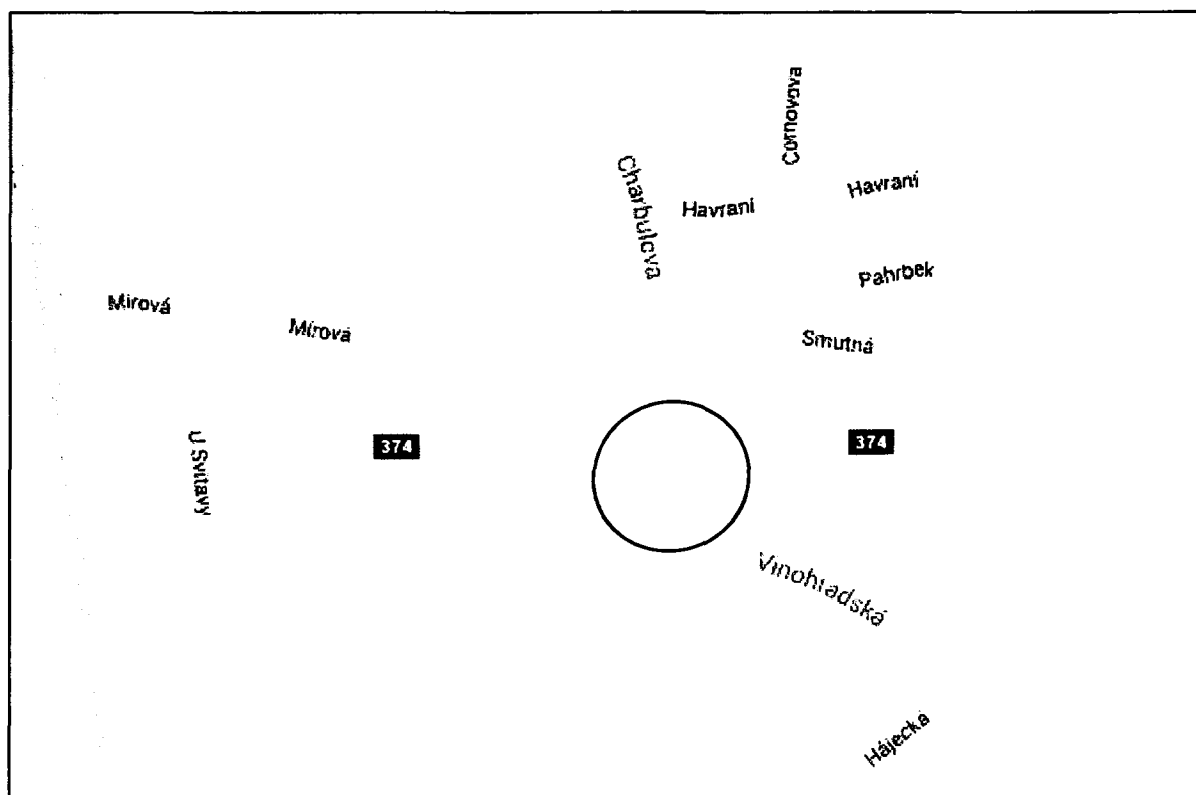 Cornovova
Charbulova
Havraní
Havraní
Pahrbek
Mírová
Mírová
Smutná
374
374
U Svitavy
Vinohradská
Hájecká